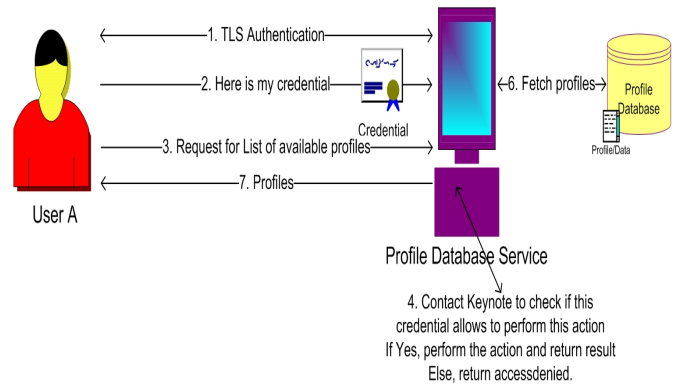 1. TLS Authentication
2. Here is my credential
Credential
3. Request for List of available profiles
7. Profiles
User A
6. Fetch profiles
Profile
Database
Profile/Data
Profile Database Service
4. Contact Keynote to check if this
credential allows to perform this action
If Yes, perform the action and return result
Else, return accessdenied.